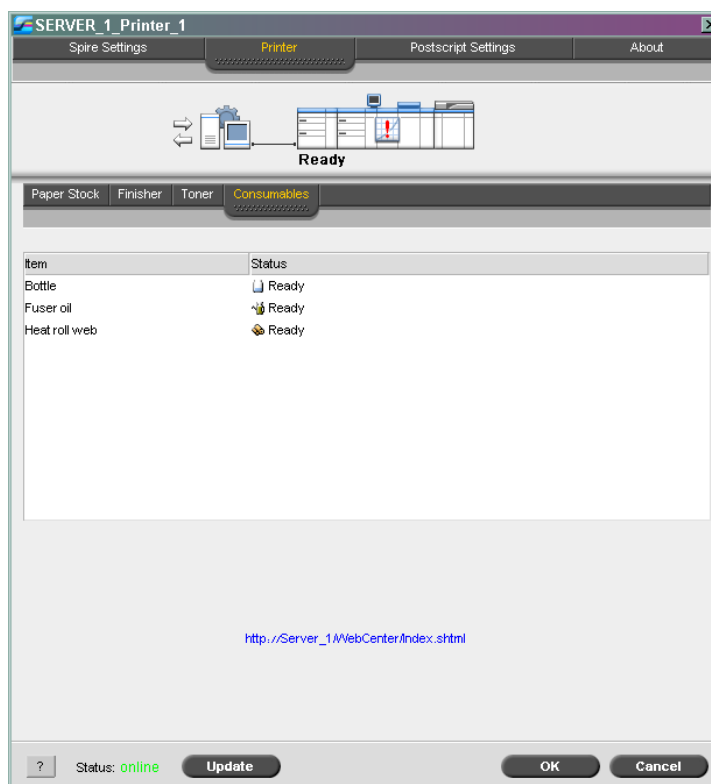 SERVER_1_Printer_1
Spire Settings Printer Postscript Settings About
Ready
Paper Stock Finisher Toner Consumables
Item Status
Bottle Ready
Fuser oil Ready
Heat roll web Ready
http://Server_1/WebCenter/Index.shtml
? Status: online Update OK Cancel